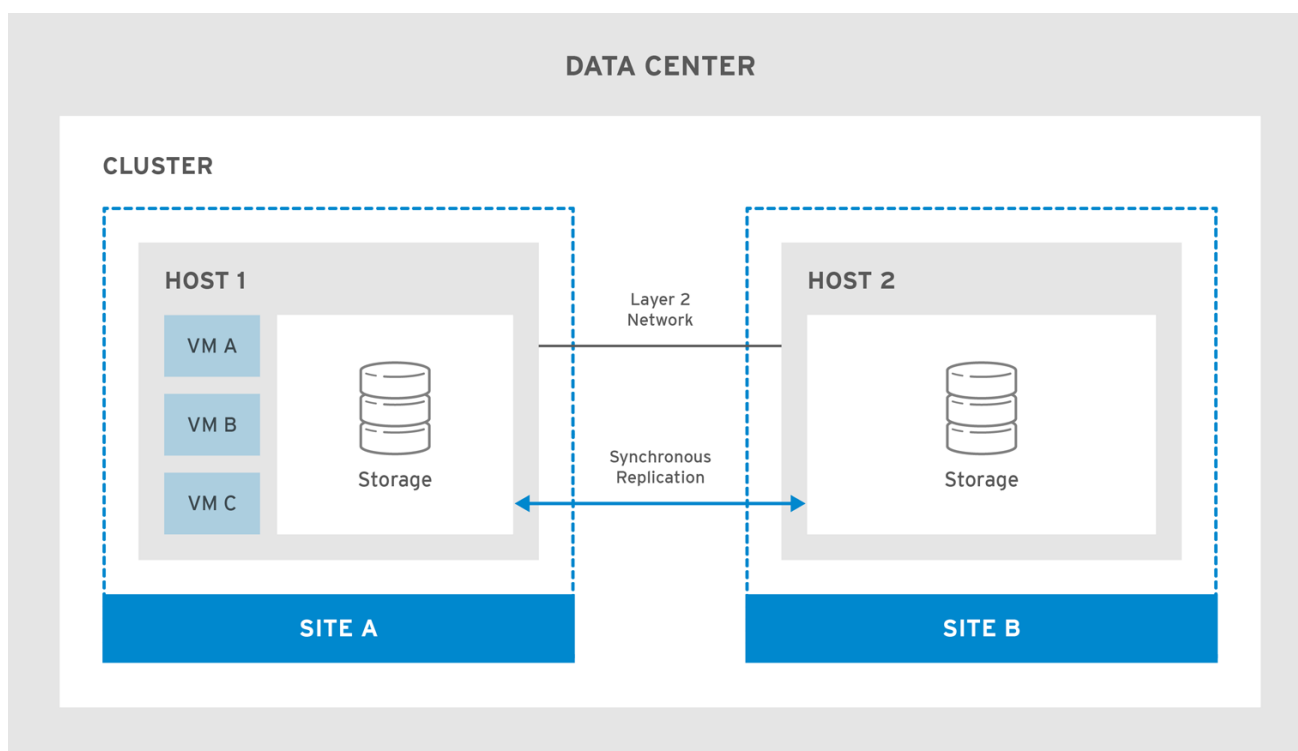 DATA CENTER
CLUSTER
HOST 1
VM A
VM B
VM C
Storage
SITE A
Layer 2
Network
Synchronous
Replication
HOST 2
Storage
SITE B